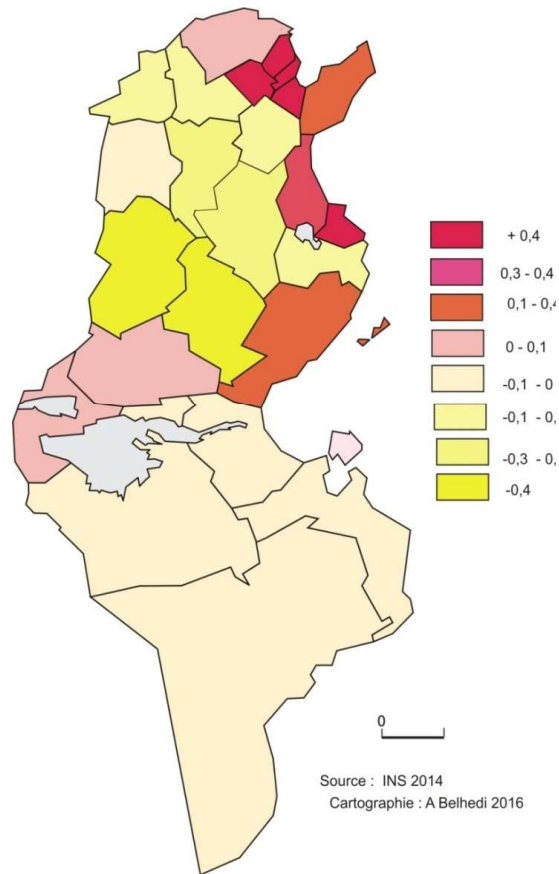 + 0,4
0,3 - 0,4
0,1 - 0,4
0 - 0,1
-0,1 - 0
-0,1 - 0,
-0,3 - 0,
-0,4
0
Source : INS 2014
Cartographie : A Belhedi 2016